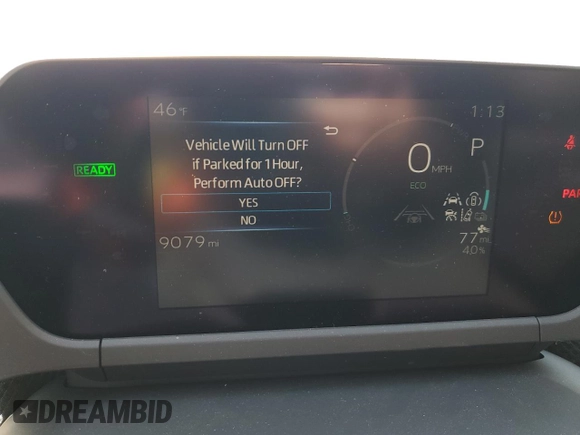 46°F
1:13
Vehicle Will Turn OFF
if Parked for 1 Hour,
Perform Auto OFF?
YES
NO
READY
0 MPH
P
ECO
PAR
9079 mi
77 mi
40%
DREAMBID